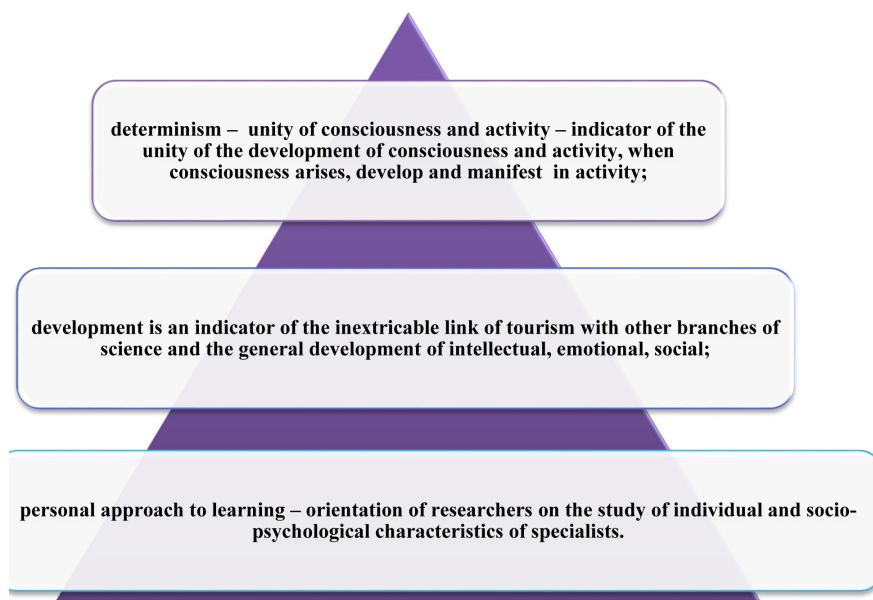 determinism – unity of consciousness and activity – indicator of the
unity of the development of consciousness and activity, when
consciousness arises, develop and manifest in activity;
development is an indicator of the inextricable link of tourism with other branches of
science and the general development of intellectual, emotional, social;
personal approach to learning – orientation of researchers on the study of individual and socio-
psychological characteristics of specialists.